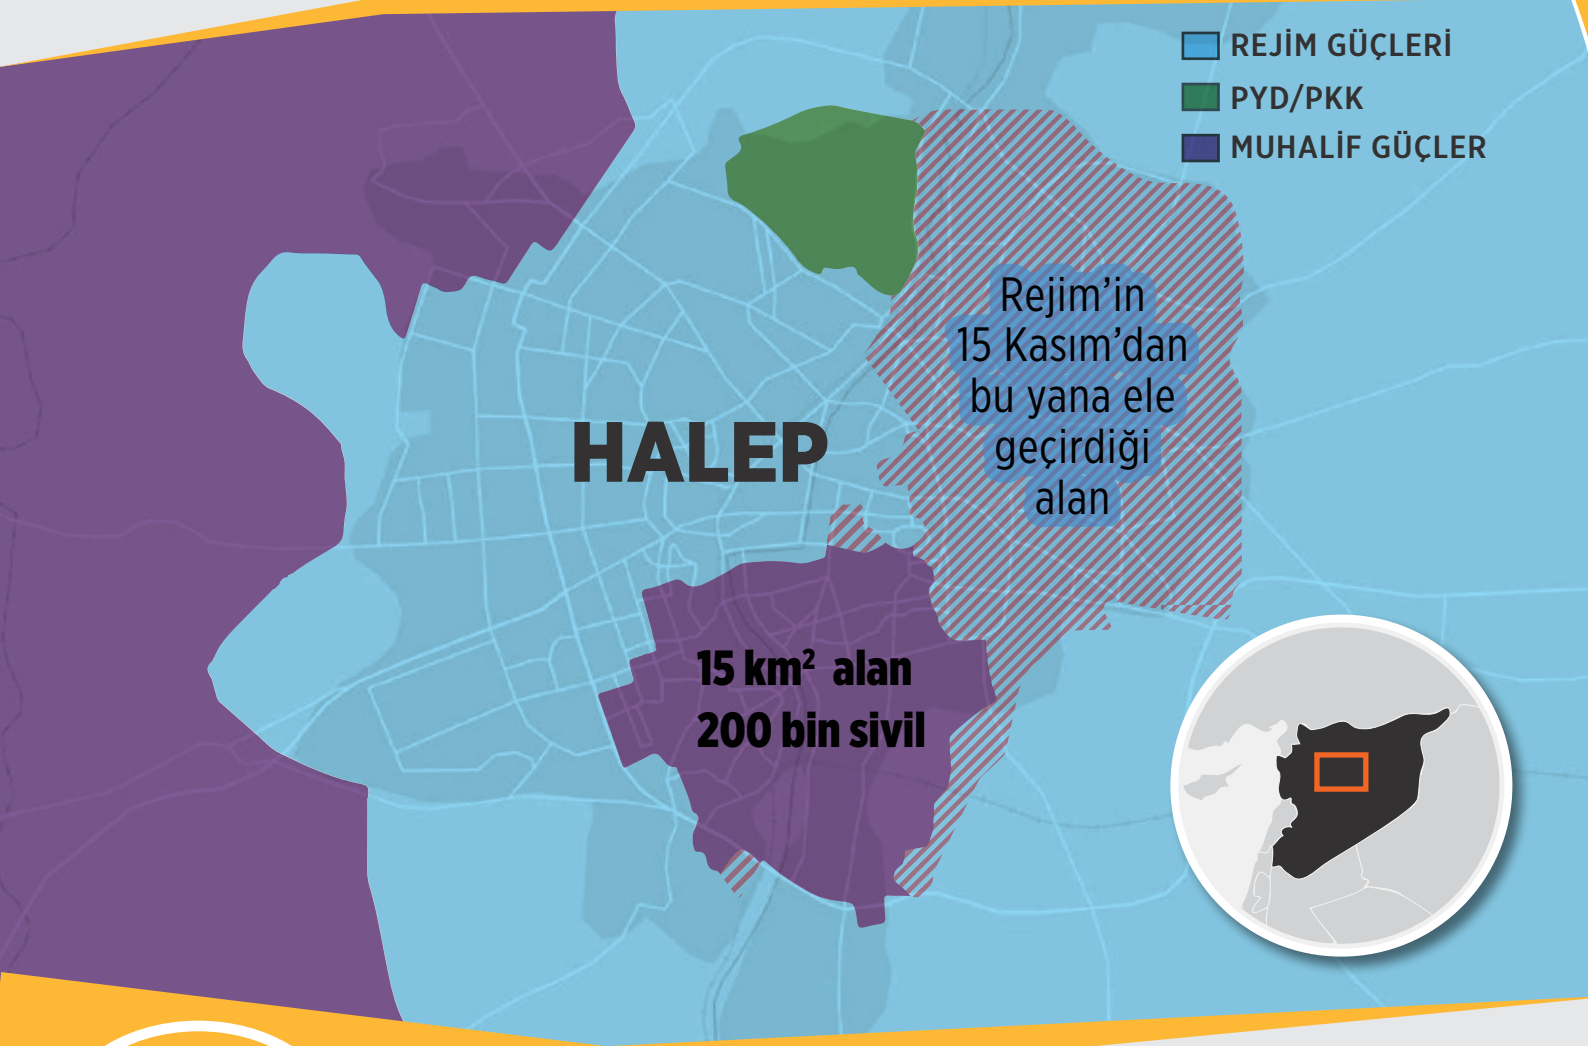 REJİM GÜÇLERİ
PYD/PKK
MUHALİF GÜÇLER
Rejim’in
15 Kasım’dan
bu yana ele
geçirdiği
alan
HALEP
15 km² alan
200 bin sivil